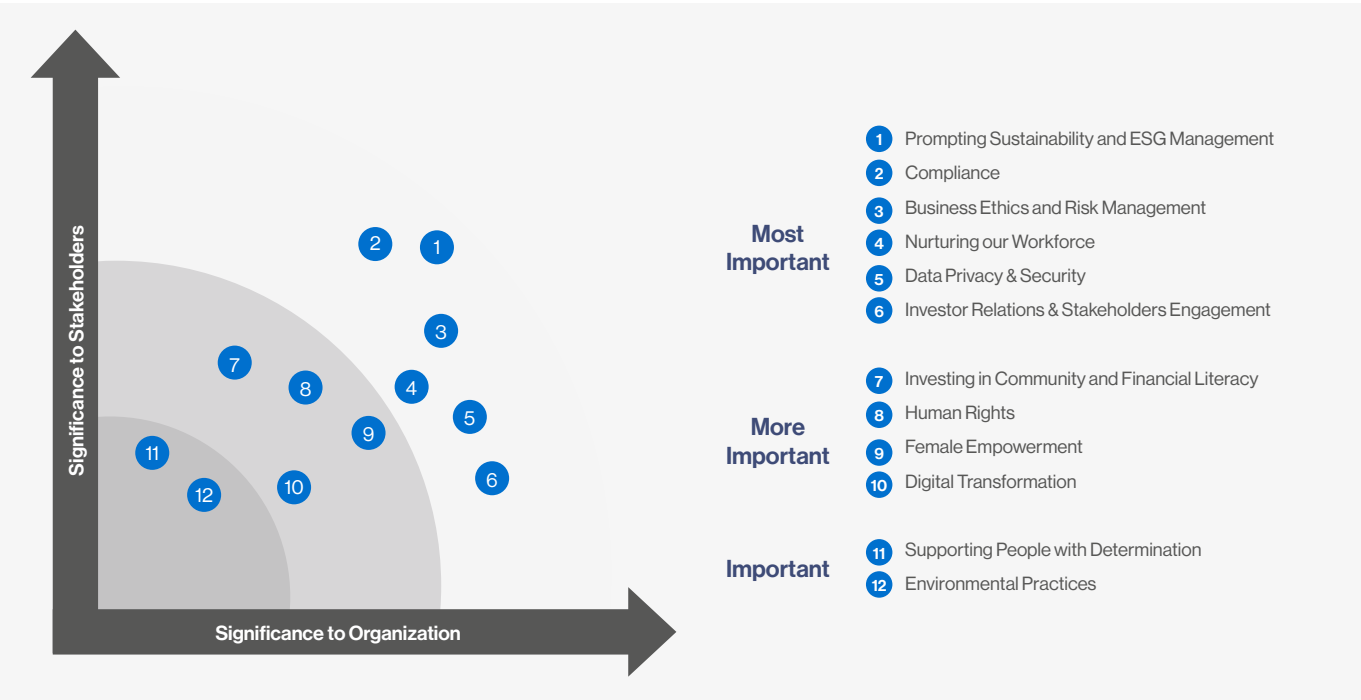 Significance to Stakeholders
2
1
3
7
8
4
5
9
11
6
12
10
Significance to Organization
Most
Important
1 Prompting Sustainability and ESG Management
2 Compliance
3 Business Ethics and Risk Management
4 Nurturing our Workforce
5 Data Privacy & Security
6 Investor Relations & Stakeholders Engagement
More
Important
7 Investing in Community and Financial Literacy
8 Human Rights
9 Female Empowerment
10 Digital Transformation
Important
11 Supporting People with Determination
12 Environmental Practices